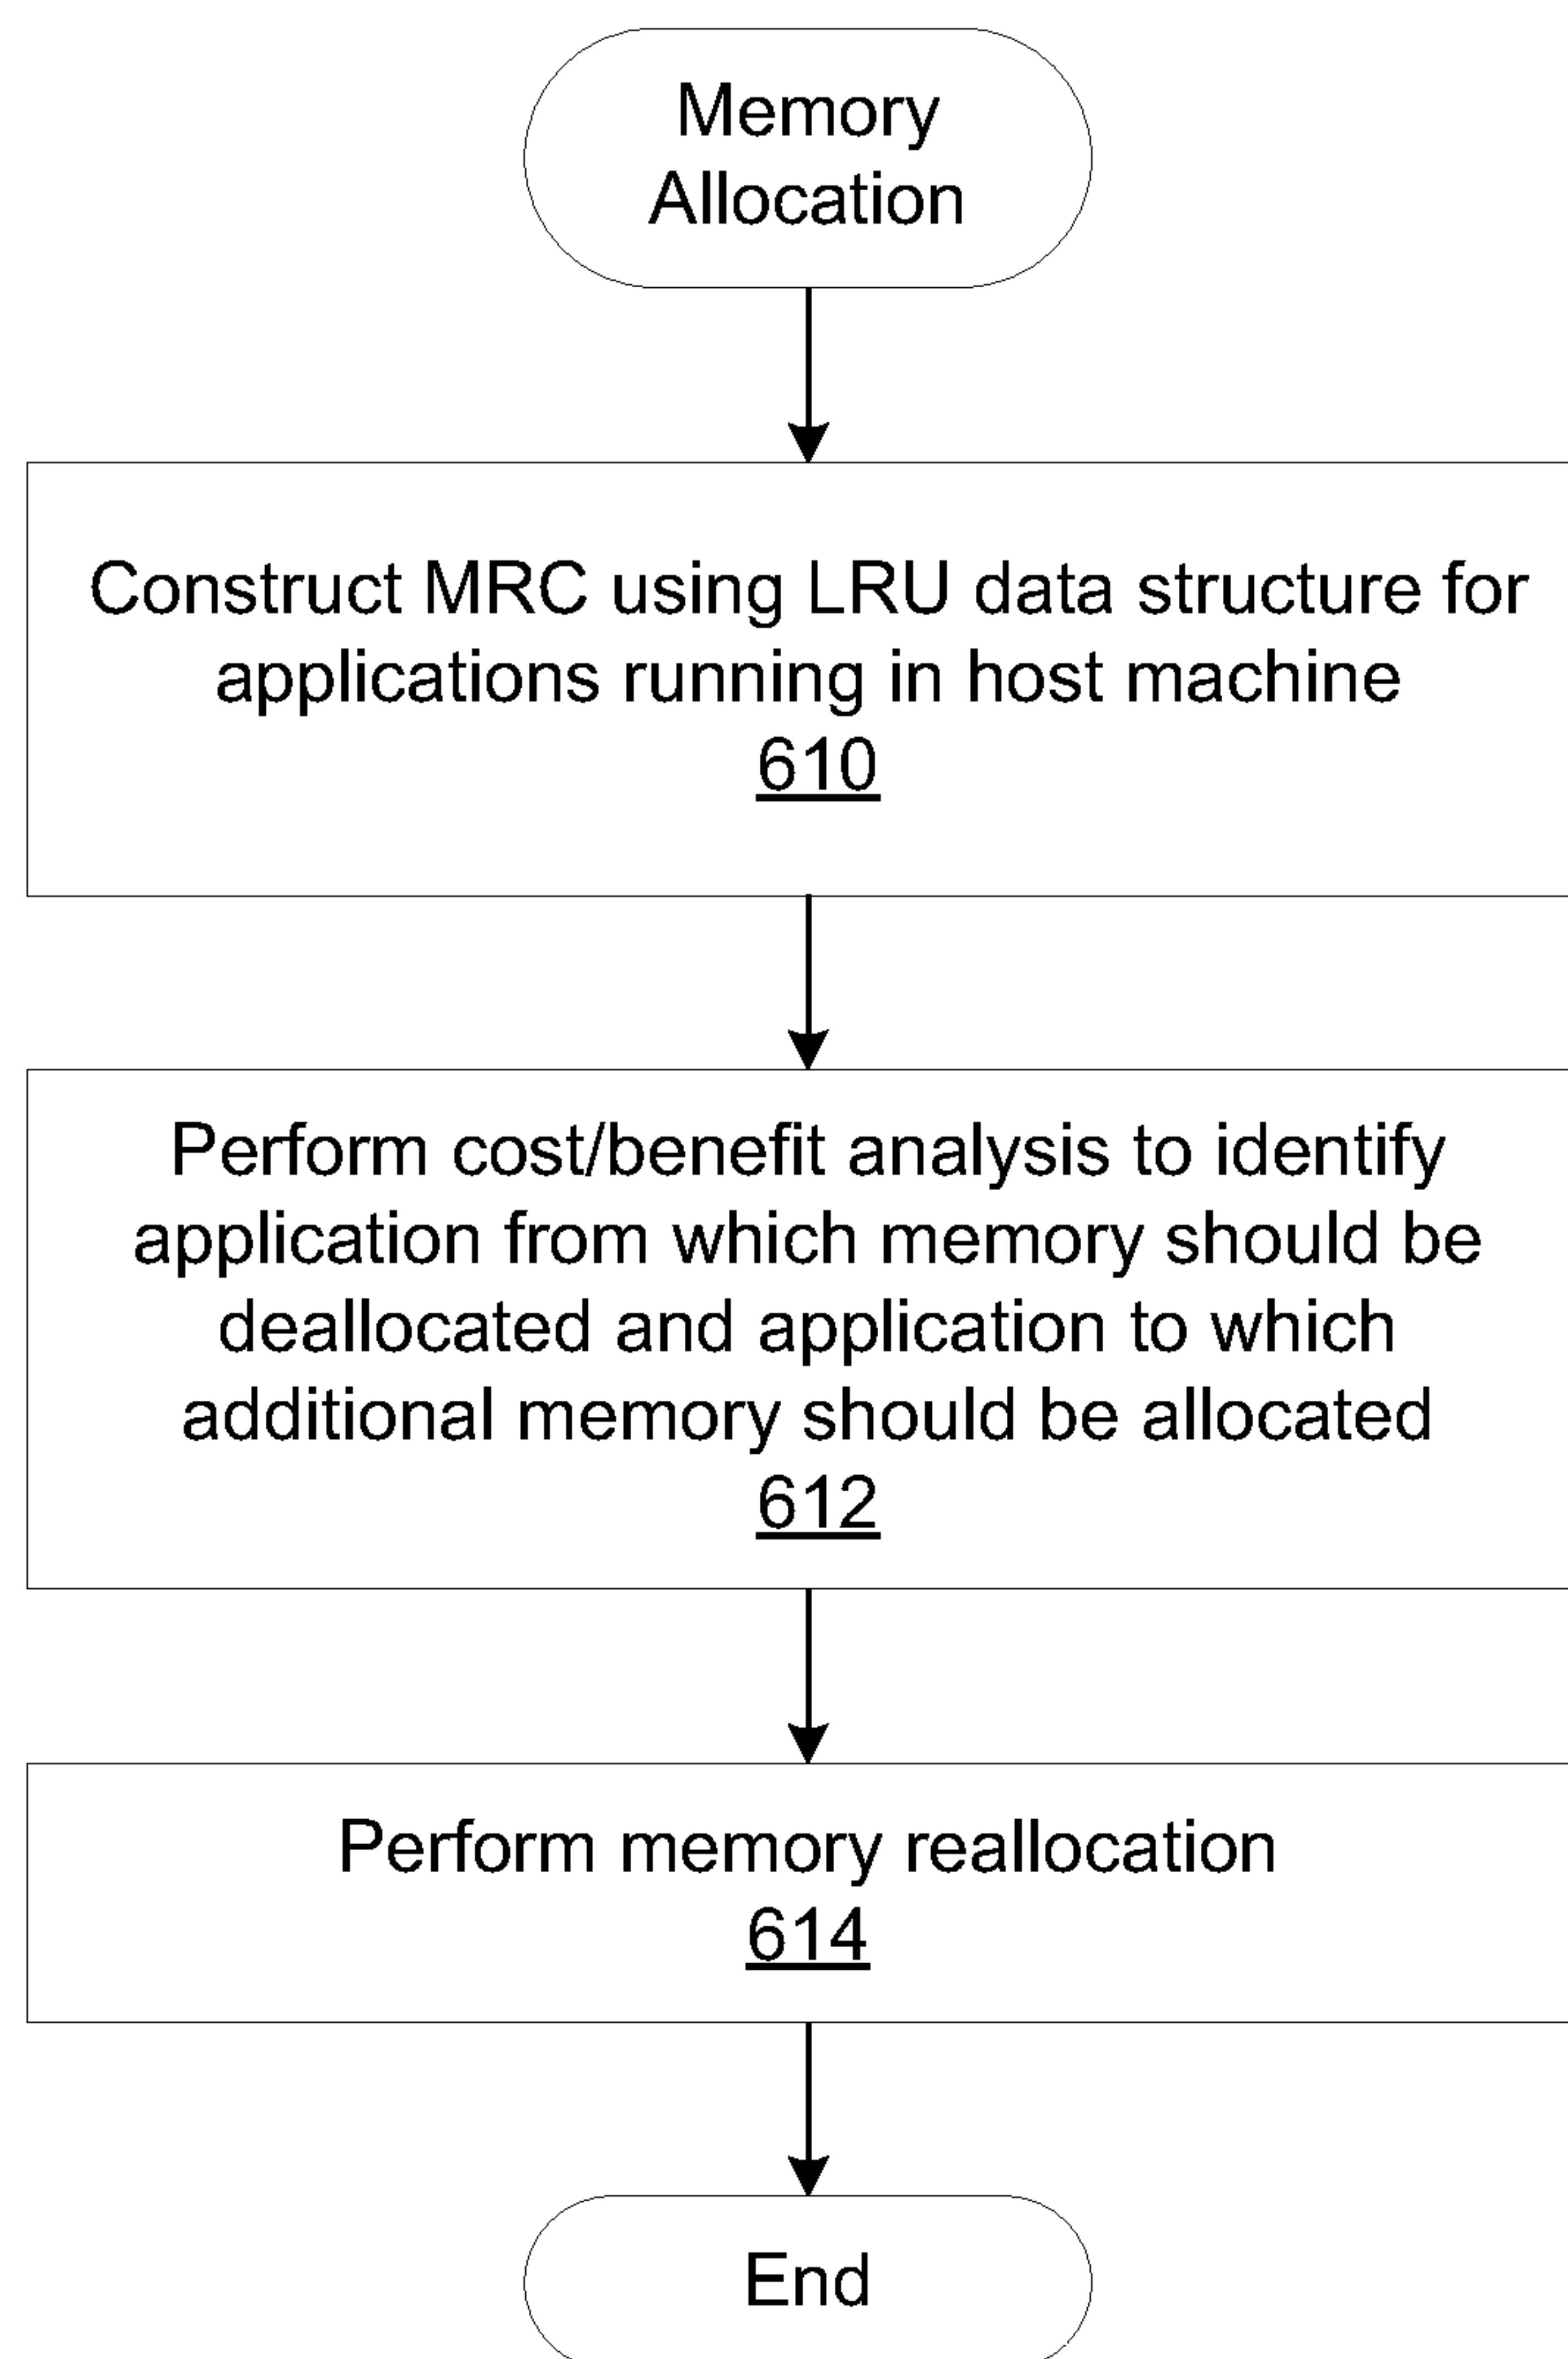 Memory
Allocation
Construct MRC using LRU data structure for
applications running in host machine
610
Perform cost/benefit analysis to identify
application from which memory should be
deallocated and application to which
additional memory should be allocated
612
Perform memory reallocation
614
End